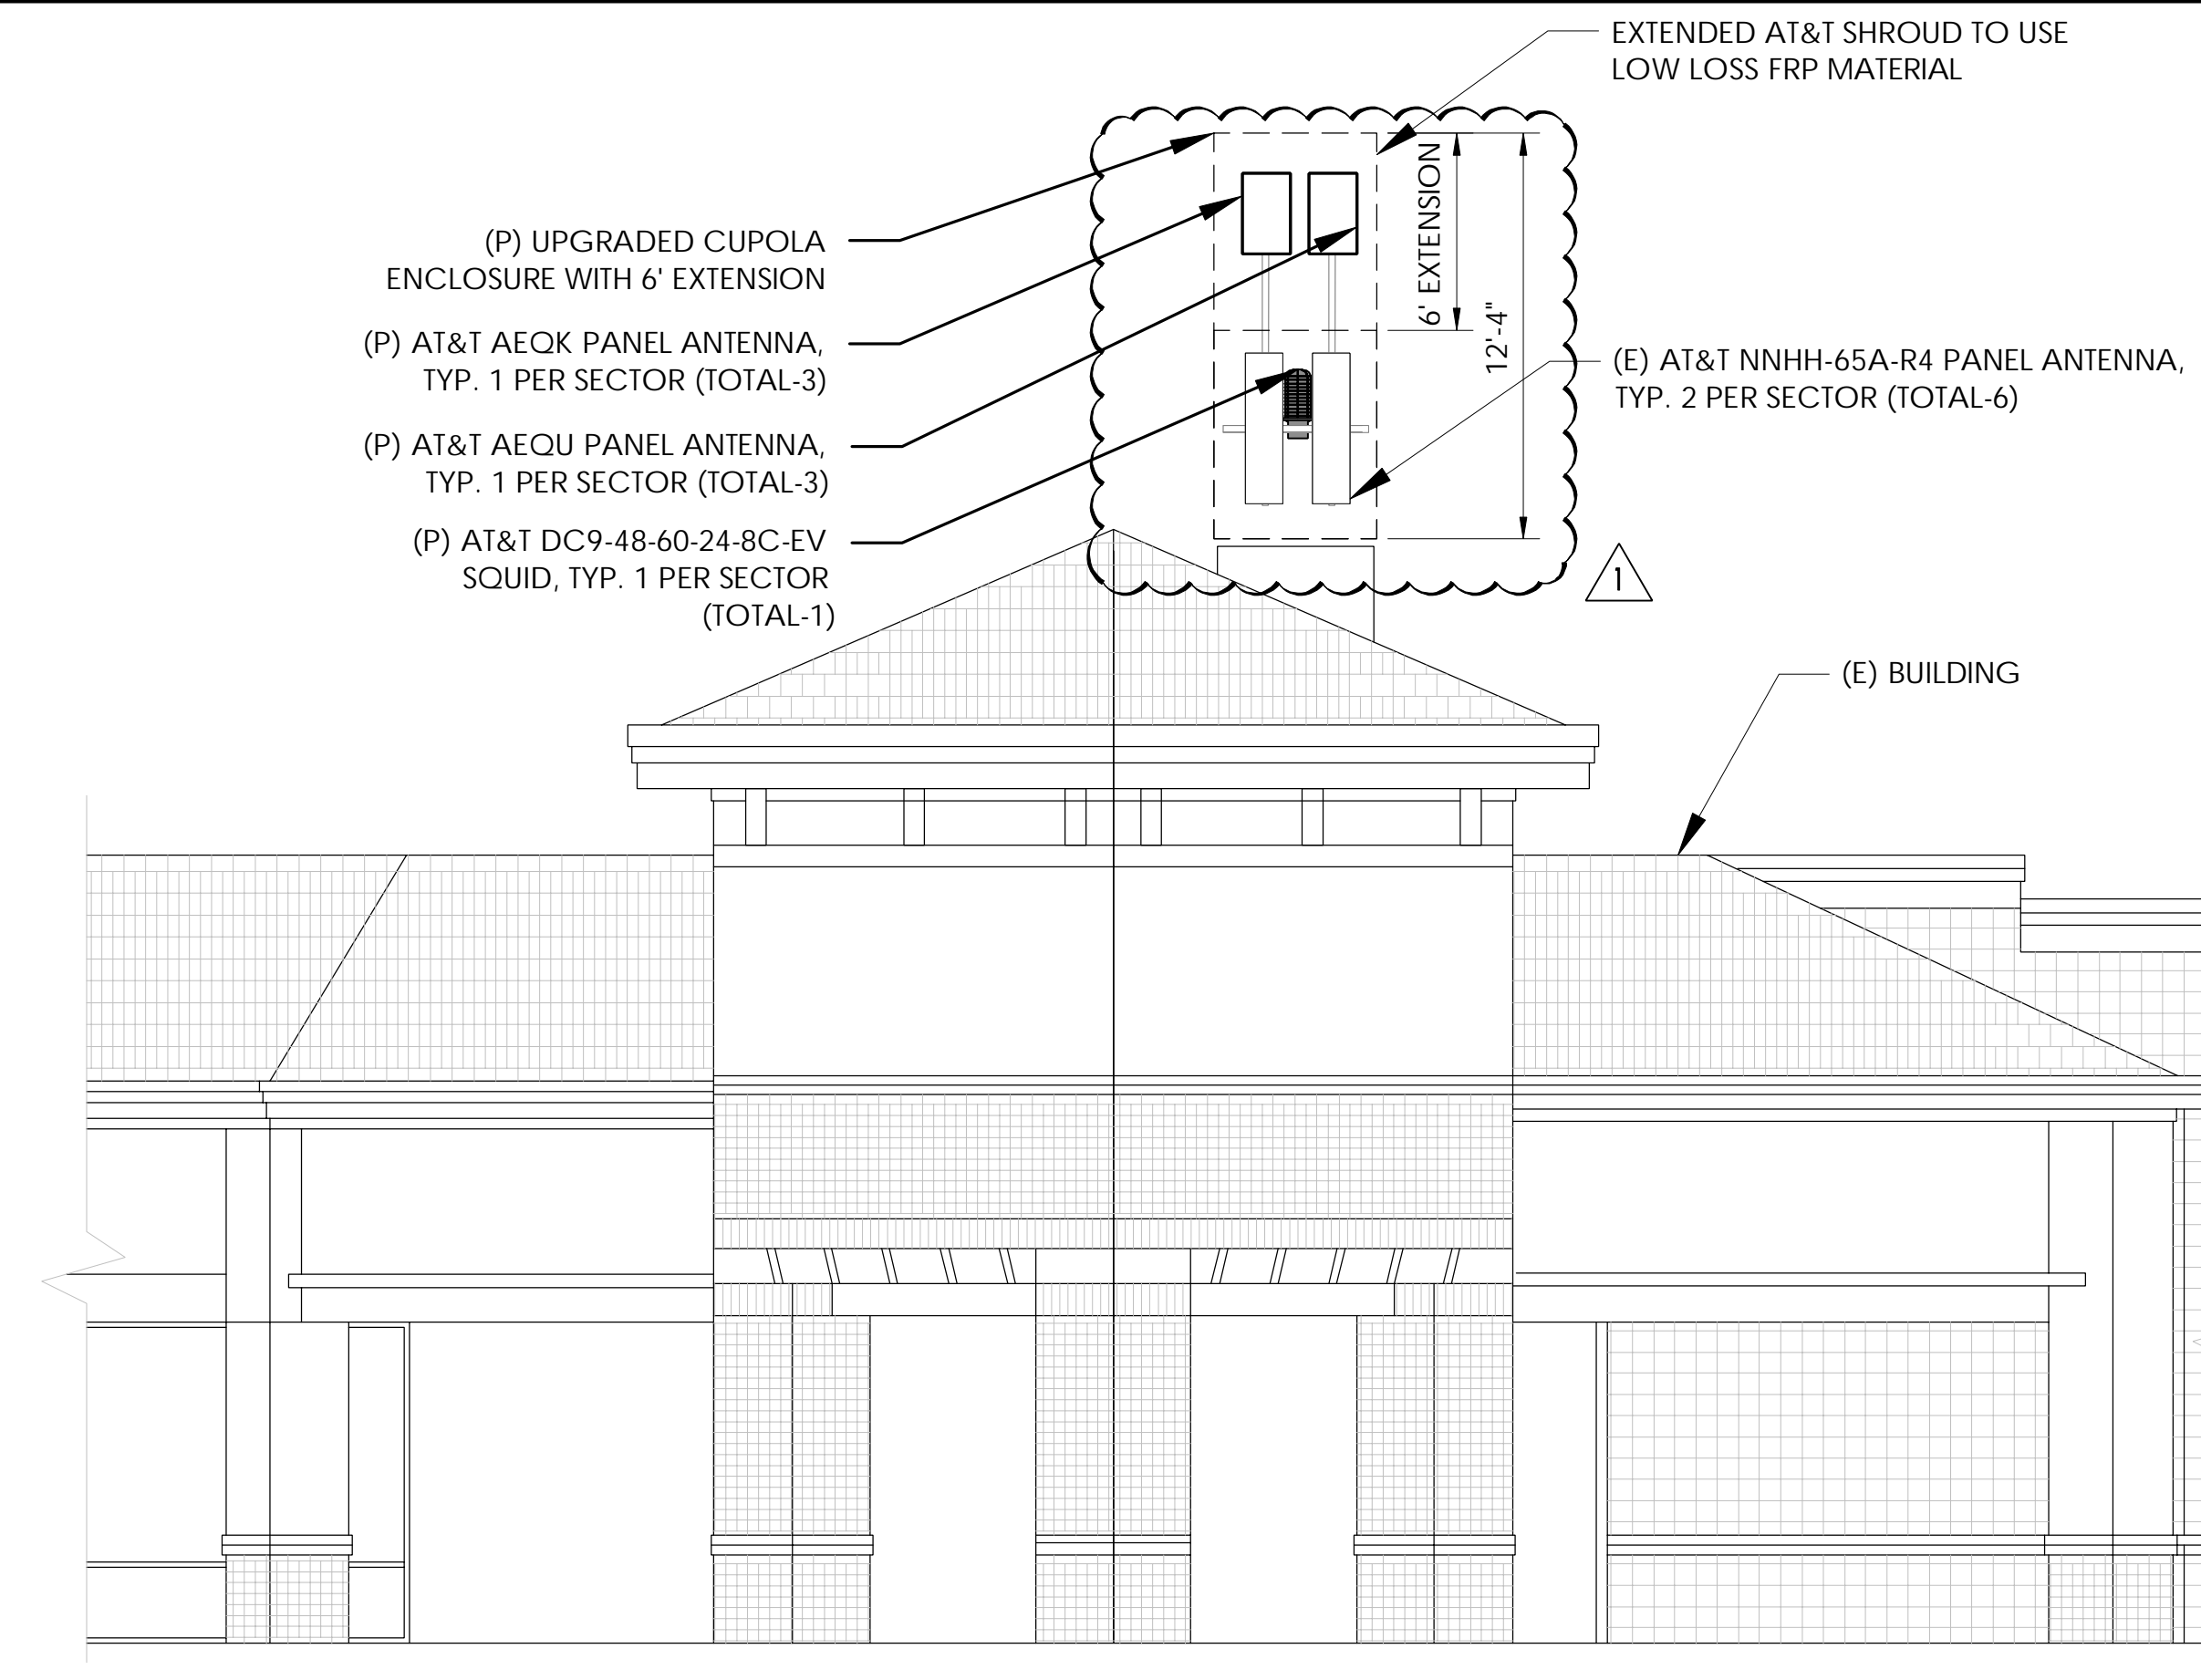 EXTENDED AT&T SHROUD TO USE
LOW LOSS FRP MATERIAL
(P) UPGRADED CUPOLA
ENCLOSURE WITH 6' EXTENSION
(P) AT&T AEQK PANEL ANTENNA,
TYP. 1 PER SECTOR (TOTAL-3)
(P) AT&T AEQU PANEL ANTENNA,
TYP. 1 PER SECTOR (TOTAL-3)
(P) AT&T DC9-48-60-24-8C-EV
SQUID, TYP. 1 PER SECTOR
(TOTAL-1)
6' EXTENSION
12'-4"
(E) AT&T NNHH-65A-R4 PANEL ANTENNA,
TYP. 2 PER SECTOR (TOTAL-6)
1
(E) BUILDING